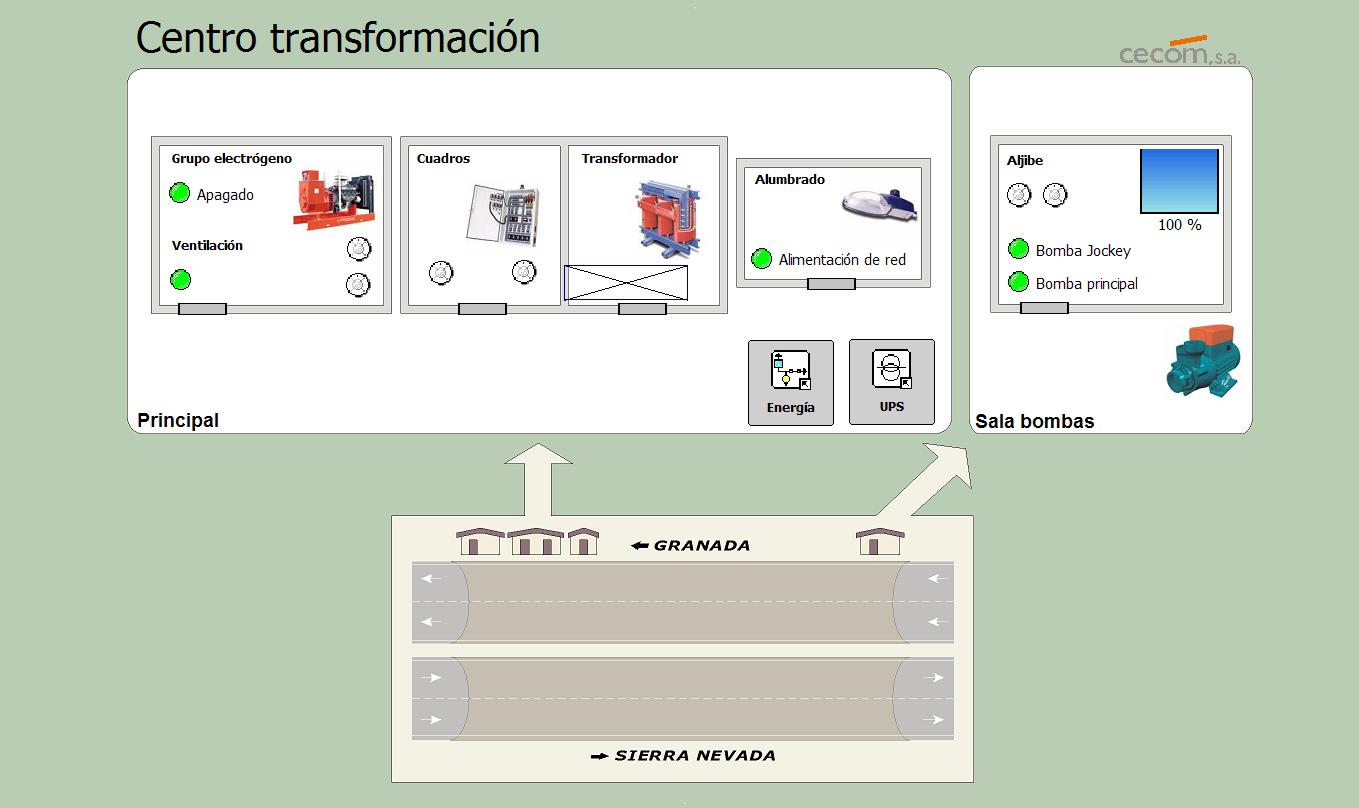 Centro transformación
cecom,s.a.
Grupo electrógeno
Apagado
Ventilación
Cuadros
Transformador
Alumbrado
Alimentación de red
Energía
UPS
Principal
Aljibe
100 %
Bomba Jockey
Bomba principal
Sala bombas
GRANADA
SIERRA NEVADA